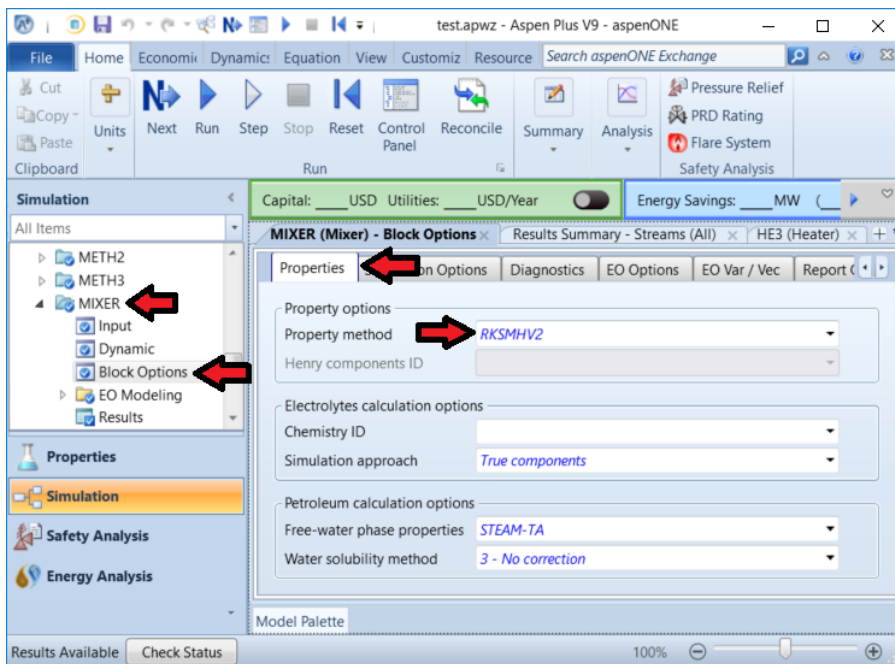 test.apwz - Aspen Plus V9 - aspenONE
File Home Economic Dynamics Equation View Customiz Resource Search aspenONE Exchange
Cut
Copy
Paste
Clipboard
Units
Next Run Step Stop Reset Control Panel Reconcile
Run
Summary Analysis
Pressure Relief
PRD Rating
Flare System
Safety Analysis
Simulation
All Items
METH2
METH3
MIXER
Input
Dynamic
Block Options
EO Modeling
Results
Properties
Simulation
Safety Analysis
Energy Analysis
Capital: ____USD Utilities: ____USD/Year Energy Savings: ____MW (__
MIXER (Mixer) - Block Options Results Summary - Streams (All) HE3 (Heater) +
Properties on Options Diagnostics EO Options EO Var / Vec Report
Property options
Property method RKSMHV2
Henry components ID
Electrolytes calculation options
Chemistry ID
Simulation approach True components
Petroleum calculation options
Free-water phase properties STEAM-TA
Water solubility method 3 - No correction
Model Palette
Results Available Check Status 100%